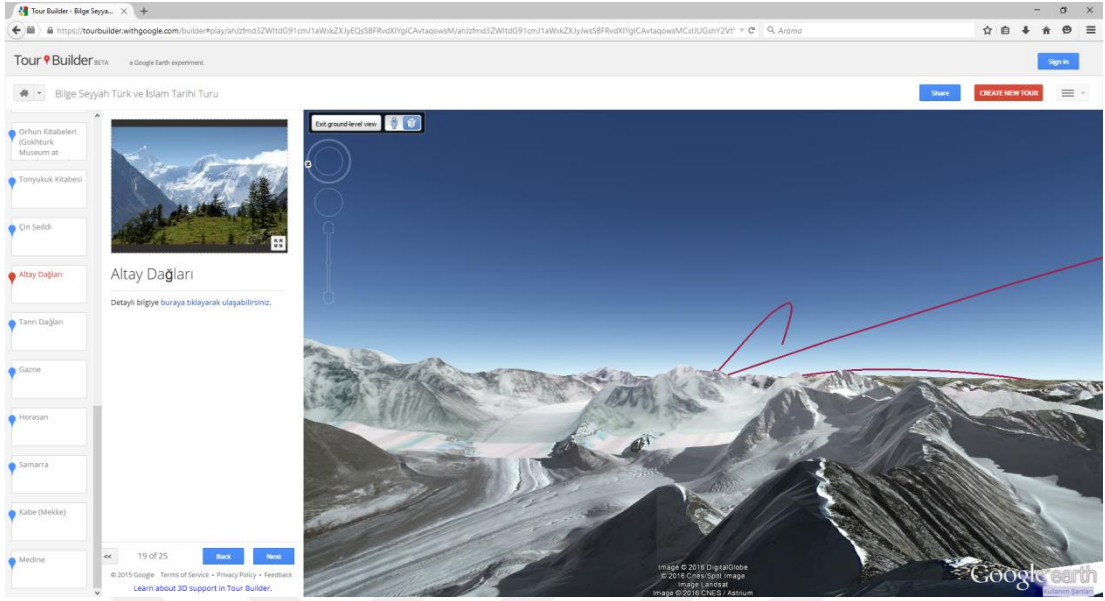 Tour Builder - Bilge Seyya...
https://tourbuilder.withgoogle.com/builder#play/
Arama
Tour Builder BETA
a Google Earth experiment
Sign in
Bilge Seyyah Türk ve İslam Tarihi Turu
Share
CREATE NEW TOUR
Orhun Kitabeleri
(Gokhturk
Museum at
Tonyukuk Kitabesi
Çin Seddi
Altay Dağları
Tanrı Dağları
Gazne
Horasan
Samarra
Kabe (Mekke)
Medine
Altay Dağları
Detaylı bilgiye buraya tıklayarak ulaşabilirsiniz.
<<
19 of 25
Back
Next
© 2015 Google Terms of Service • Privacy Policy • Feedback
Learn about 3D support in Tour Builder.
Exit ground-level view
Image © 2016 DigitalGlobe
© 2016 Cnes/Spot Image
Image Landsat
Image © 2016 CNES / Astrium
Google earth
Kullanım Şartları